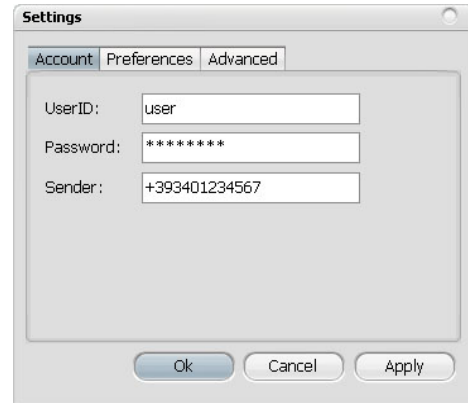 Settings
Account Preferences Advanced
UserID: user
Password: ********
Sender: +393401234567
Ok Cancel Apply